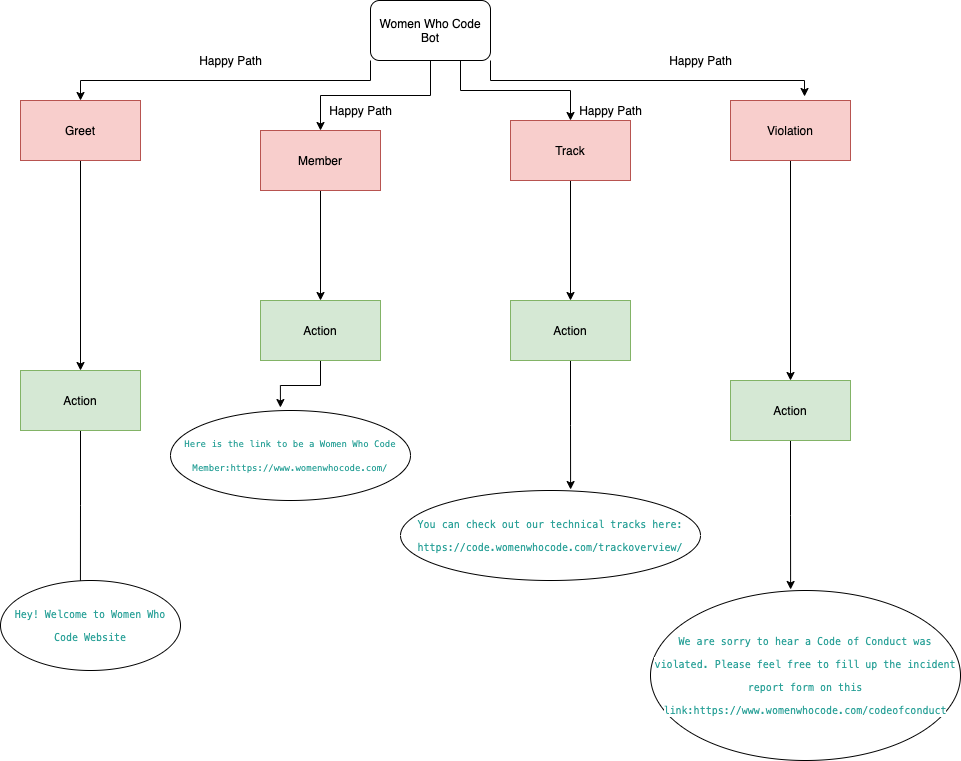 Women Who Code
Bot
Happy Path
Happy Path
Happy Path
Happy Path
Greet
Member
Track
Violation
Action
Action
Action
Action
Here is the link to be a Women Who Code
Member:https://www.womenwhocode.com/
You can check out our technical tracks here:
https://code.womenwhocode.com/trackoverview/
Hey! Welcome to Women Who
Code Website
We are sorry to hear a Code of Conduct was
violated. Please feel free to fill up the incident
report form on this
link:https://www.womenwhocode.com/codeofconduct